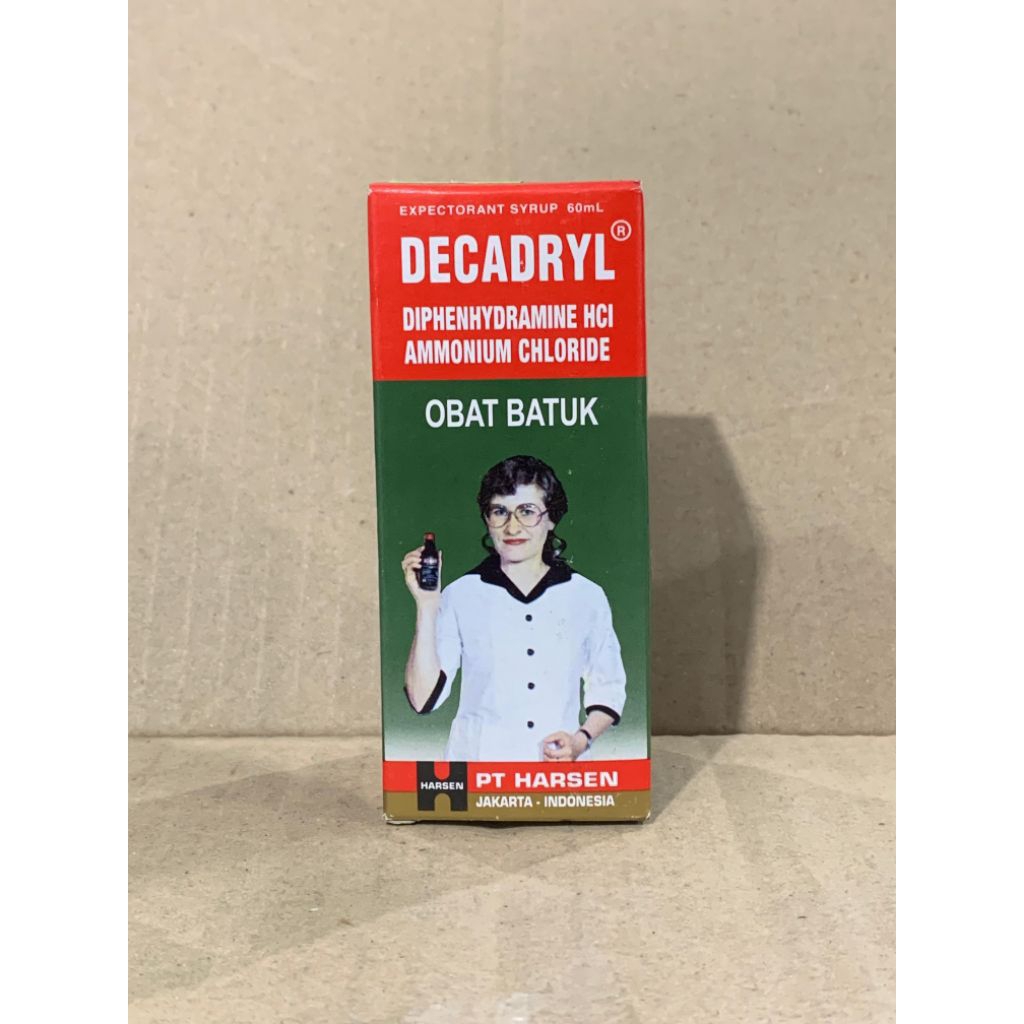 EXPECTORANT SYRUP 60mL
DECADRYL®
DIPHENHYDRAMINE HCl
AMMONIUM CHLORIDE
OBAT BATUK
HARSEN
PT HARSEN
JAKARTA - INDONESIA